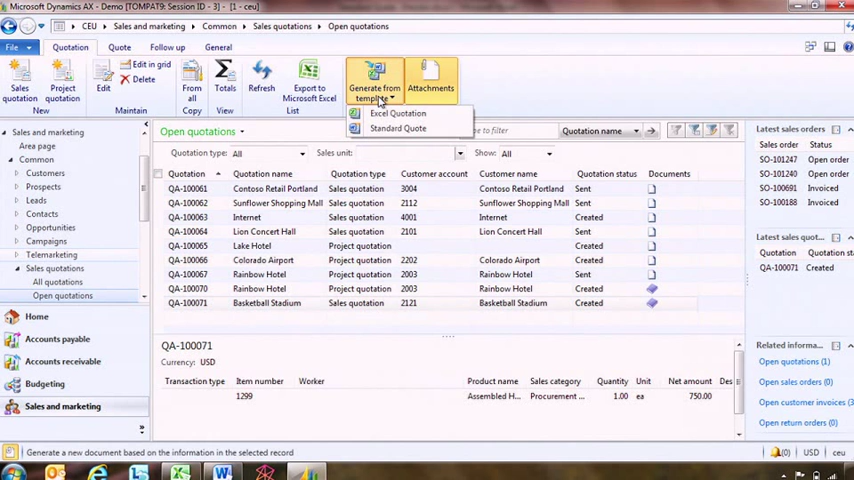 Microsoft Dynamics AX - Demo [TOMPAT9: Session ID - 3] - [1 - ceu]
CEU Sales and marketing Common Sales quotations Open quotations
File Quotation Quote Follow up General
Sales quotation
Project quotation
Edit
Edit in grid
Delete
From all
Totals
Refresh
Export to Microsoft Excel
Generate from template
Attachments
New Maintain Copy View List
Excel Quotation
Standard Quote
Sales and marketing
Area page
Common
Customers
Prospects
Leads
Contacts
Opportunities
Campaigns
Telemarketing
Sales quotations
All quotations
Open quotations
Home
Accounts payable
Accounts receivable
Budgeting
Sales and marketing
Open quotations
to filter
Quotation name
Quotation type: All Sales unit: Show: All
Quotation Quotation name Quotation type Customer account Customer name Quotation status Documents
QA-100061 Contoso Retail Portland Sales quotation 3004 Contoso Retail Portland Sent
QA-100062 Sunflower Shopping Mall Sales quotation 2112 Sunflower Shopping Mall Sent
QA-100063 Internet Sales quotation 4001 Internet Created
QA-100064 Lion Concert Hall Sales quotation 2101 Lion Concert Hall Sent
QA-100065 Lake Hotel Project quotation Created
QA-100066 Colorado Airport Project quotation 2202 Colorado Airport Created
QA-100067 Rainbow Hotel Project quotation 2003 Rainbow Hotel Sent
QA-100070 Rainbow Hotel Project quotation 2003 Rainbow Hotel Created
QA-100071 Basketball Stadium Sales quotation 2121 Basketball Stadium Created
QA-100071
Currency: USD
Transaction type Item number Worker Product name Sales category Quantity Unit Net amount Des
1299 Assembled H... Procurement ... 1.00 ea 750.00
Latest sales orders
Sales order Status
SO-101247 Open order
SO-101240 Open order
SO-100691 Invoiced
SO-100188 Invoiced
Latest sales quot...
Quotation Quotation sta
QA-100071 Created
Related informa...
Open quotations (1)
Open sales orders (0)
Open customer invoices (3
Open return orders (0)
Generate a new document based on the information in the selected record
(0) USD ceu